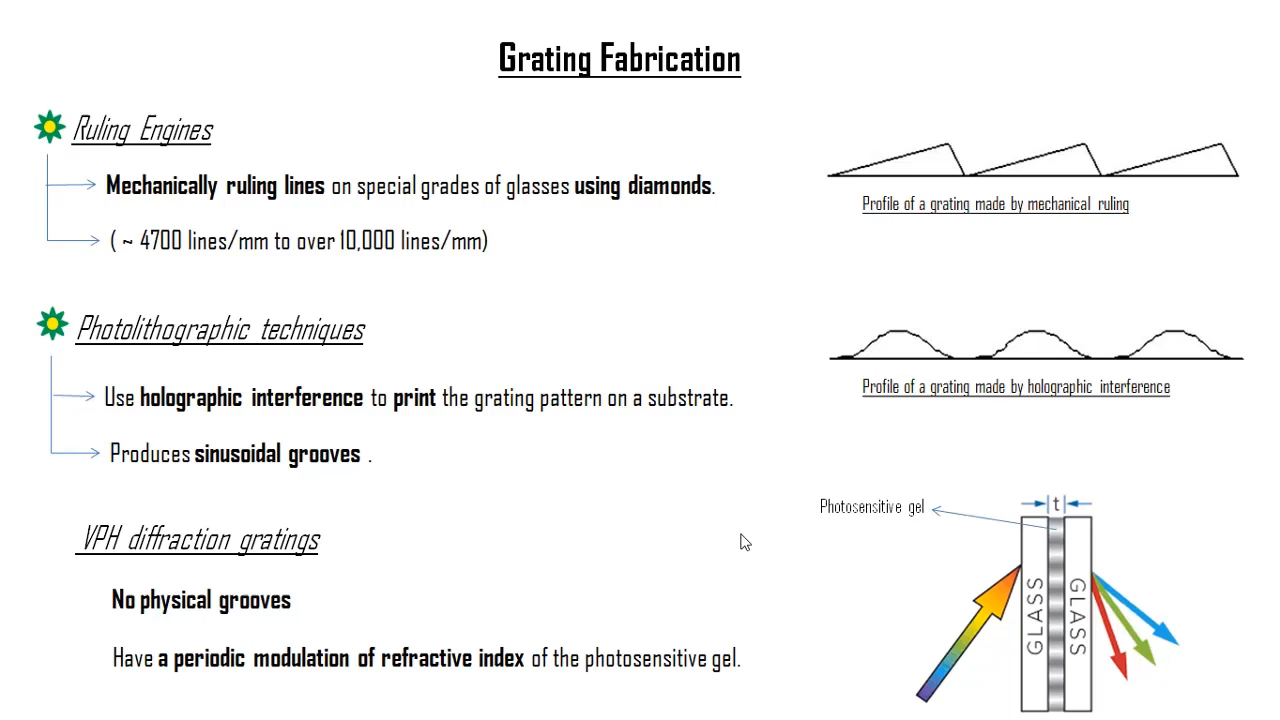 Grating Fabrication
Ruling Engines
Mechanically ruling lines on special grades of glasses using diamonds.
( ~ 4700 lines/mm to over 10,000 lines/mm)
Profile of a grating made by mechanical ruling
Photolithographic techniques
Use holographic interference to print the grating pattern on a substrate.
Produces sinusoidal grooves .
Profile of a grating made by holographic interference
VPH diffraction gratings
No physical grooves
Have a periodic modulation of refractive index of the photosensitive gel.
Photosensitive gel
t
GLASS
GLASS